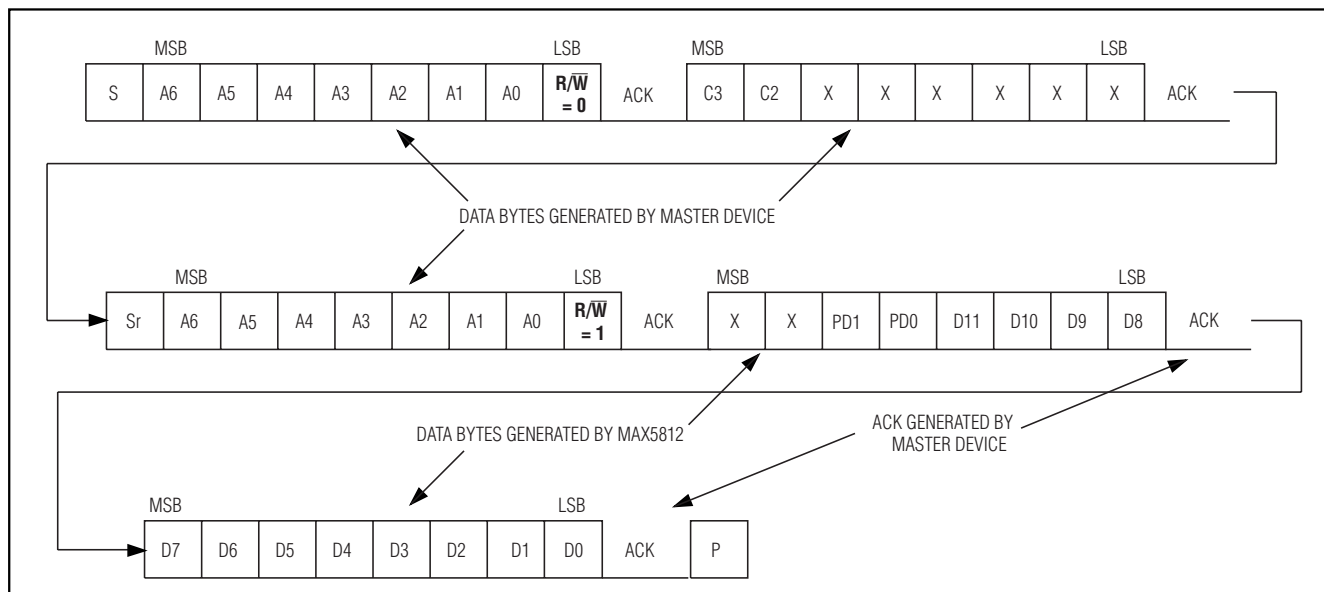 MSB LSB MSB LSB
S A6 A5 A4 A3 A2 A1 A0 R/W̅ = 0 ACK C3 C2 X X X X X X ACK
DATA BYTES GENERATED BY MASTER DEVICE
MSB LSB MSB LSB
Sr A6 A5 A4 A3 A2 A1 A0 R/W̅ = 1 ACK X X PD1 PD0 D11 D10 D9 D8 ACK
DATA BYTES GENERATED BY MAX5812
ACK GENERATED BY
MASTER DEVICE
MSB LSB
D7 D6 D5 D4 D3 D2 D1 D0 ACK P